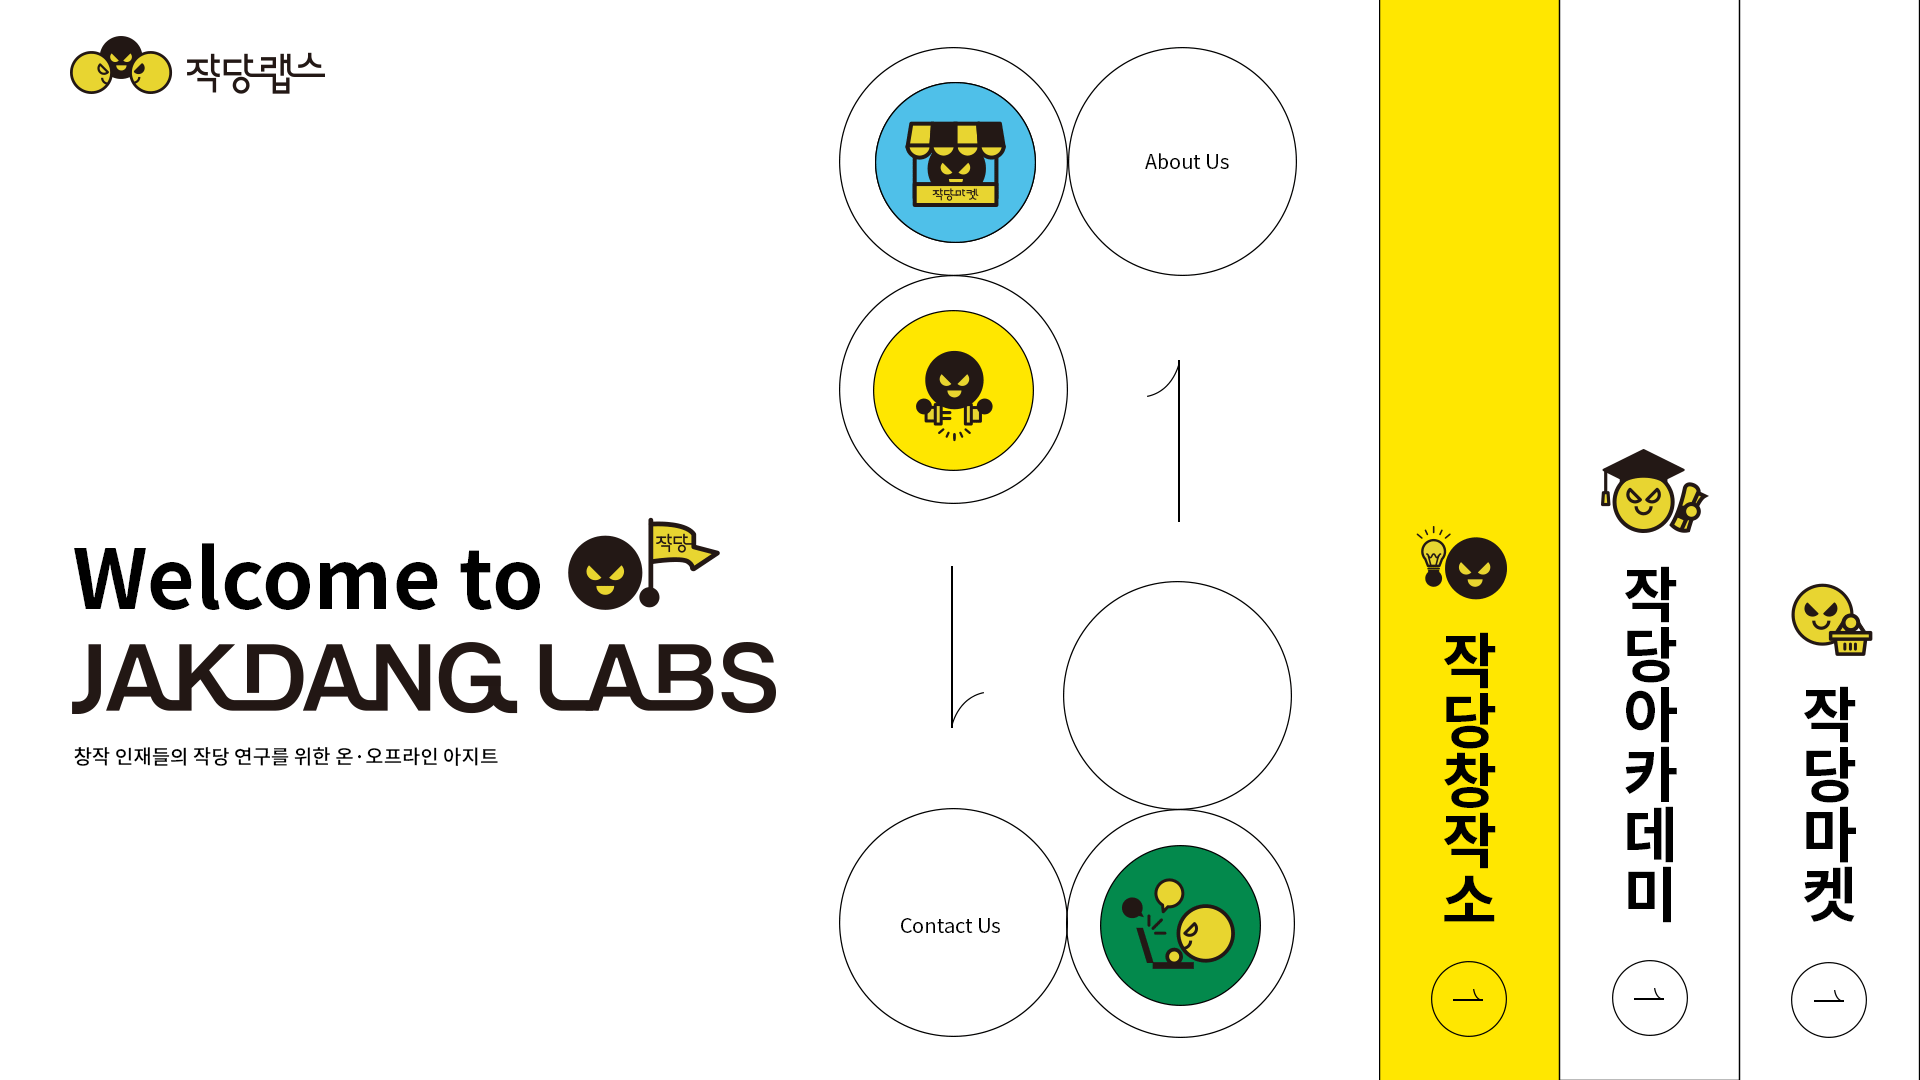 작당랩스
Welcome to
작당
JAKDANG LABS
창작 인재들의 작당 연구를 위한 온·오프라인 아지트
작당마켓
About Us
Contact Us
작당창작소
작당아카데미
작당마켓